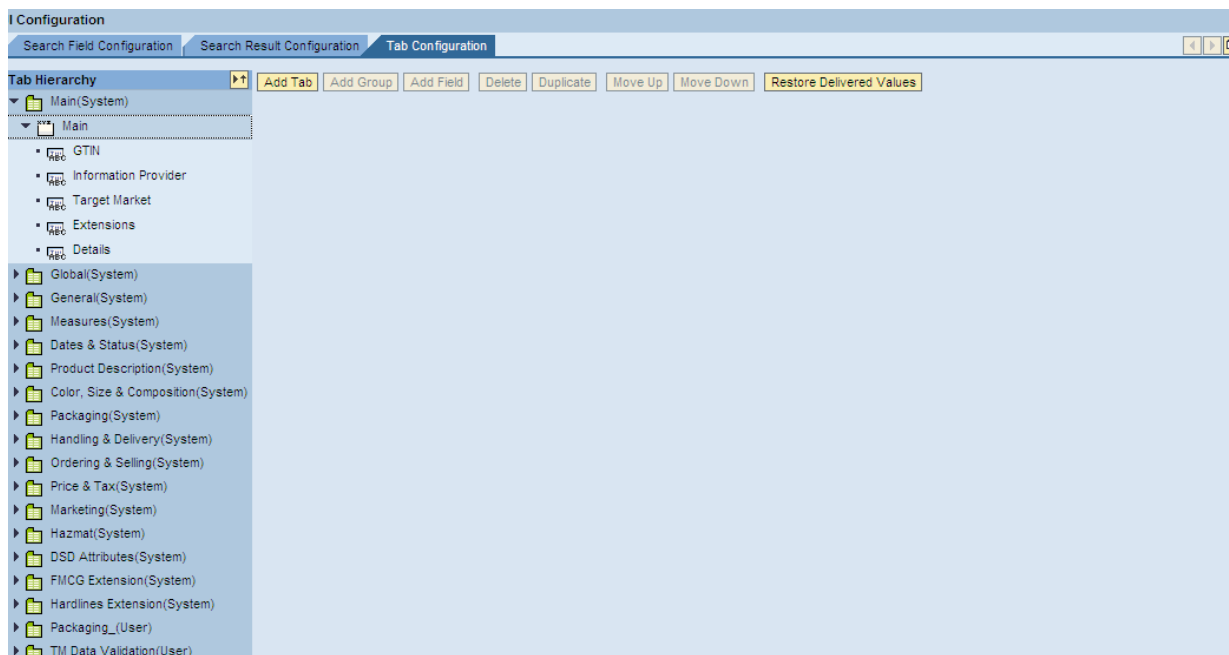 l Configuration
Search Field Configuration Search Result Configuration Tab Configuration
Tab Hierarchy Add Tab Add Group Add Field Delete Duplicate Move Up Move Down Restore Delivered Values
Main(System)
Main
GTIN
Information Provider
Target Market
Extensions
Details
Global(System)
General(System)
Measures(System)
Dates & Status(System)
Product Description(System)
Color, Size & Composition(System)
Packaging(System)
Handling & Delivery(System)
Ordering & Selling(System)
Price & Tax(System)
Marketing(System)
Hazmat(System)
DSD Attributes(System)
FMCG Extension(System)
Hardlines Extension(System)
Packaging_(User)
TM Data Validation(User)